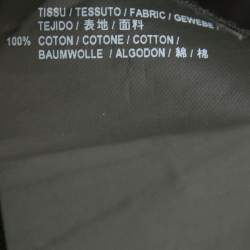 TISSU / TESSUTO / FABRIC / GEWEBE /
TEJIDO / 表地 / 面料
100% COTON / COTONE / COTTON /
BAUMWOLLE / ALGODON / 綿 / 棉